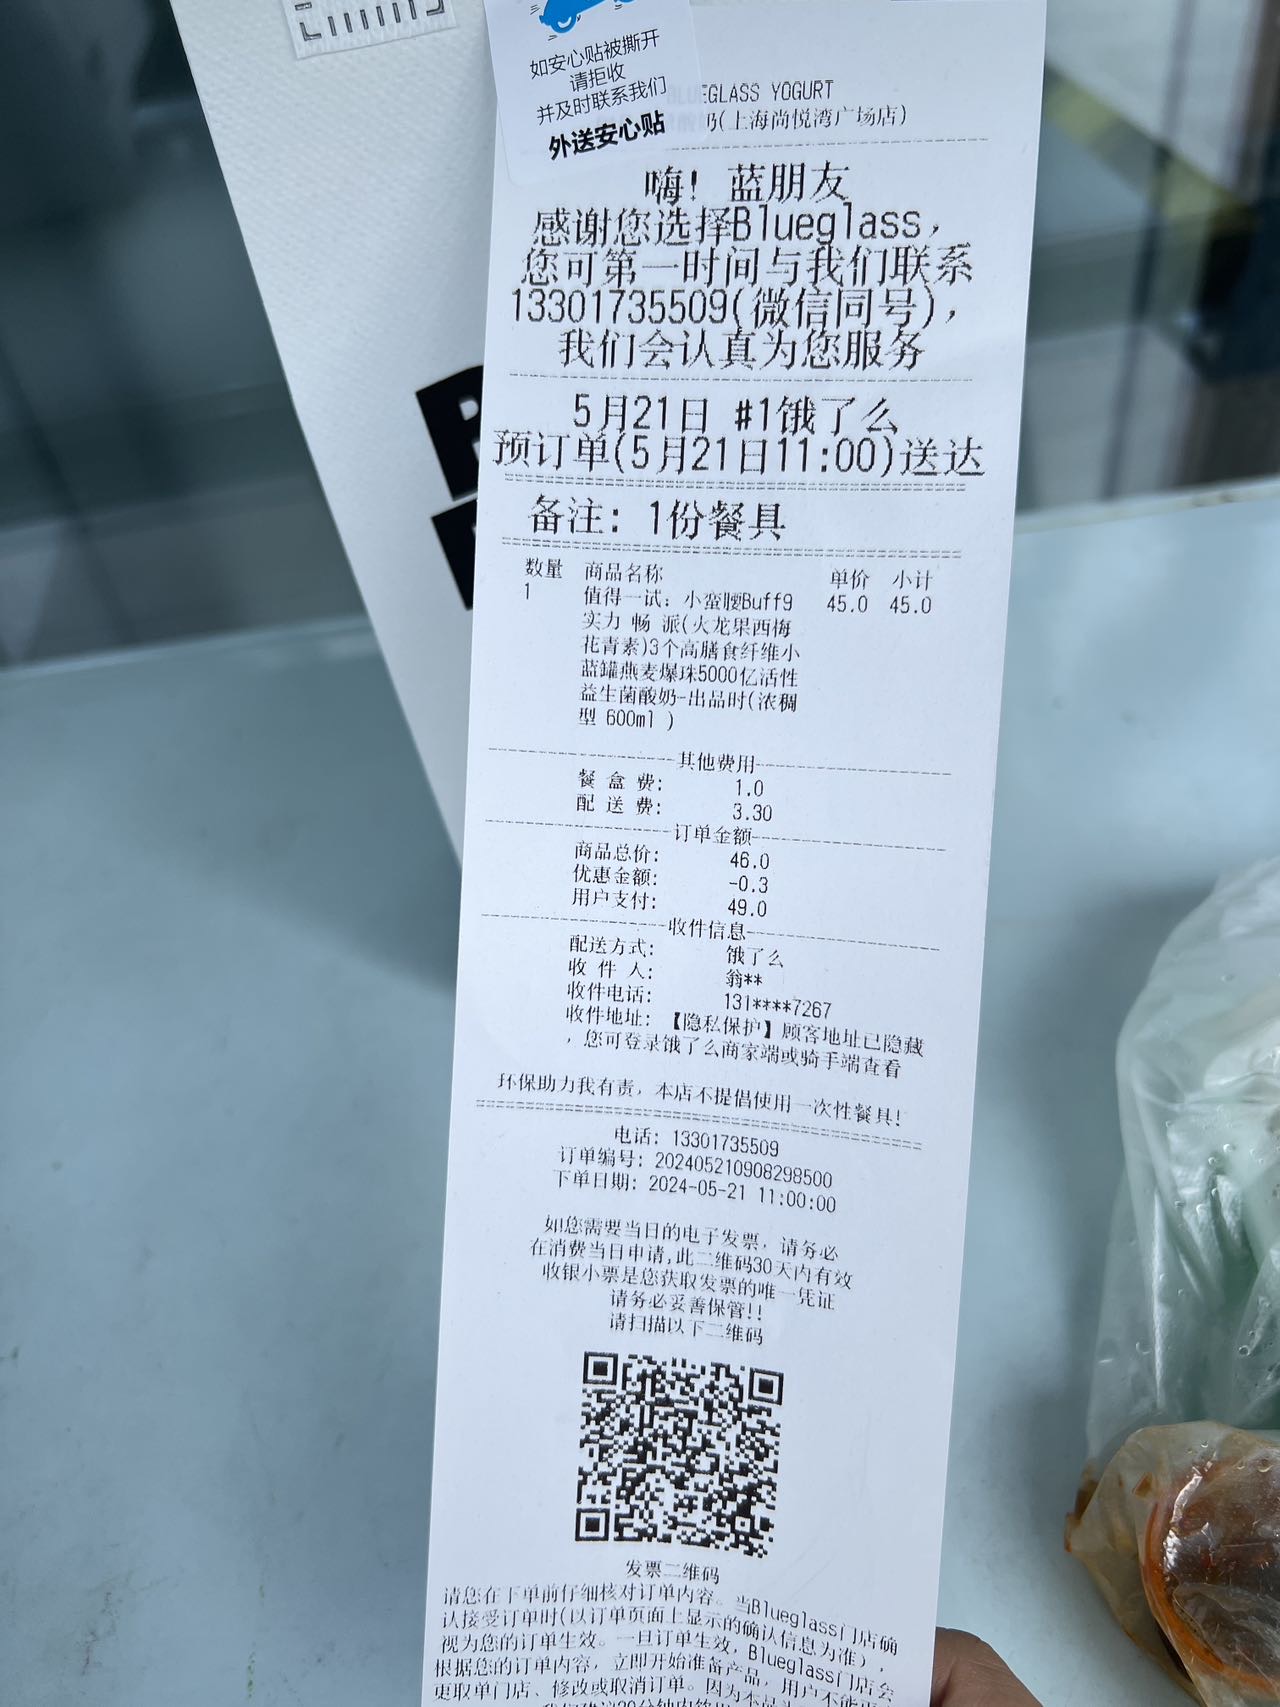 如安心贴被撕开
请拒收
并及时联系我们
外送安心贴
EGLASS YOGURT
奶(上海尚悦湾广场店)
嗨! 蓝朋友
感谢您选择Blueglass,
您可第一时间与我们联系
13301735509(微信同号),
我们会认真为您服务
5月21日 #1饿了么
预订单(5月21日11:00)送达
备注: 1份餐具
数量 商品名称 单价 小计
1 值得一试: 小蛮腰Buff9 45.0 45.0
实力 畅 派(火龙果西梅
花青素)3个高膳食纤维小
蓝罐燕麦爆珠5000亿活性
益生菌酸奶-出品时(浓稠
型 600ml )
其他费用
餐 盒 费: 1.0
配 送 费: 3.30
订单金额
商品总价: 46.0
优惠金额: -0.3
用户支付: 49.0
收件信息
配送方式: 饿了么
收 件 人: 翁**
收件电话: 131****7267
收件地址: 【隐私保护】顾客地址已隐藏
, 您可登录饿了么商家端或骑手端查看
环保助力我有责, 本店不提倡使用一次性餐具!
电话: 13301735509
订单编号: 202405210908298500
下单日期: 2024-05-21 11:00:00
如您需要当日的电子发票, 请务必
在消费当日申请,此二维码30天内有效
收银小票是您获取发票的唯一凭证
请务必妥善保管!!
请扫描以下二维码
发票二维码
请您在下单前仔细核对订单内容。当Blueglass门店确
认接受订单时(以订单页面上显示的确认信息为准),
视为您的订单生效。一旦订单生效, Blueglass门店会
根据您的订单内容, 立即开始准备产品, 用户不能
更取单门店、修改或取消订单。因为本品